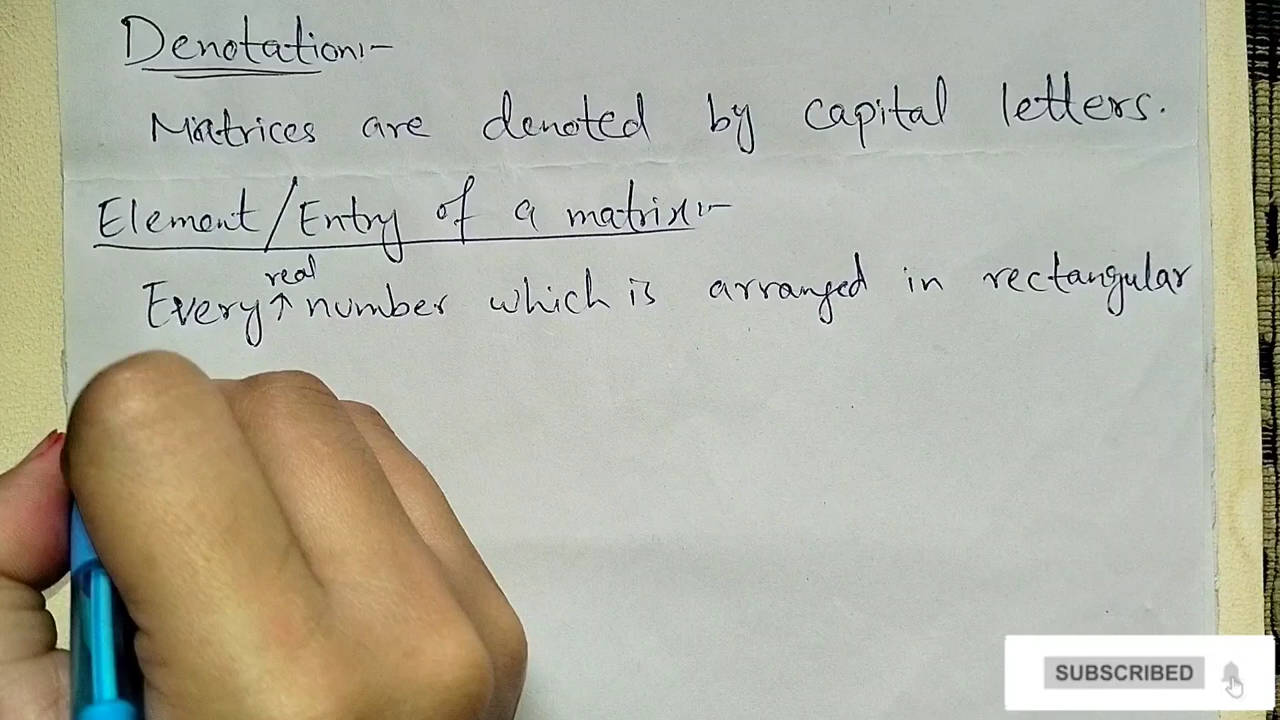 Denotation:-
Matrices are denoted by capital letters.
Element/Entry of a matrix:-
real
Every↑ number which is arranged in rectangular
SUBSCRIBED